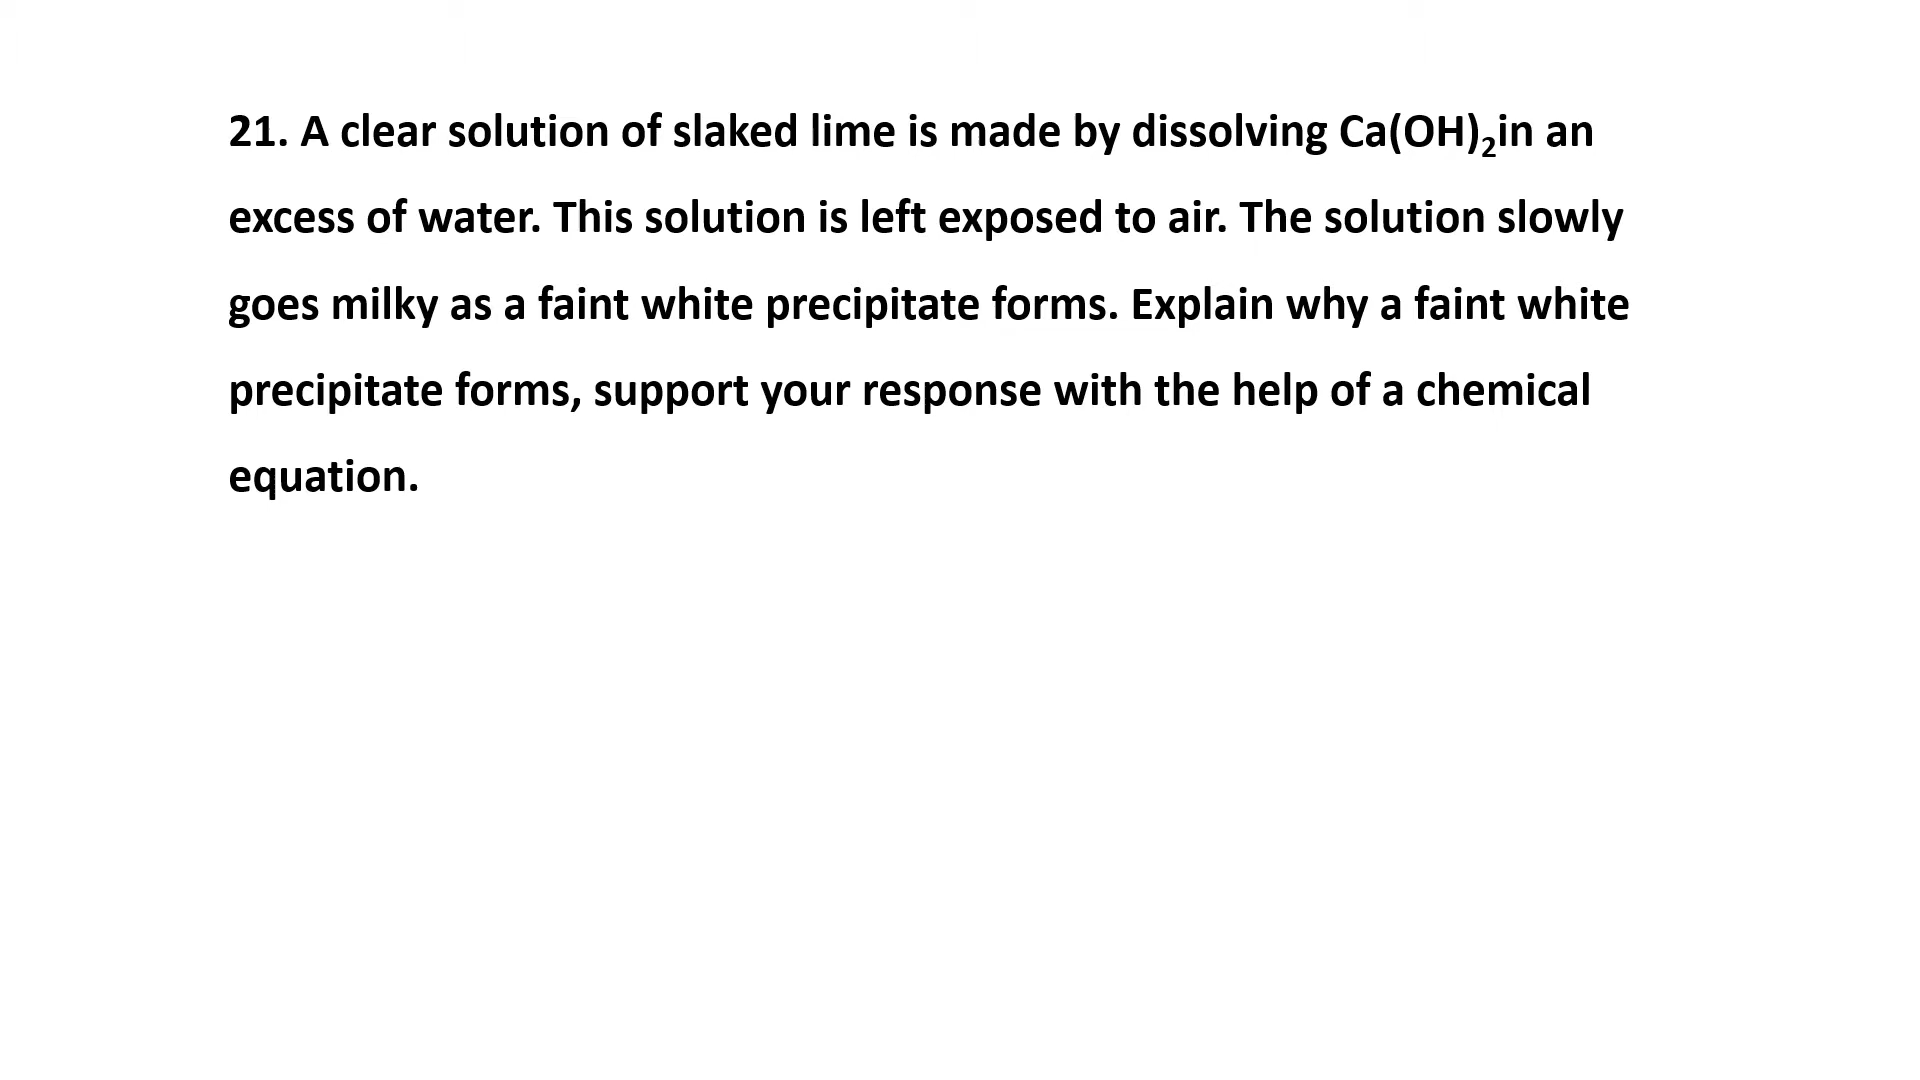 21. A clear solution of slaked lime is made by dissolving Ca(OH)₂in an
excess of water. This solution is left exposed to air. The solution slowly
goes milky as a faint white precipitate forms. Explain why a faint white
precipitate forms, support your response with the help of a chemical
equation.